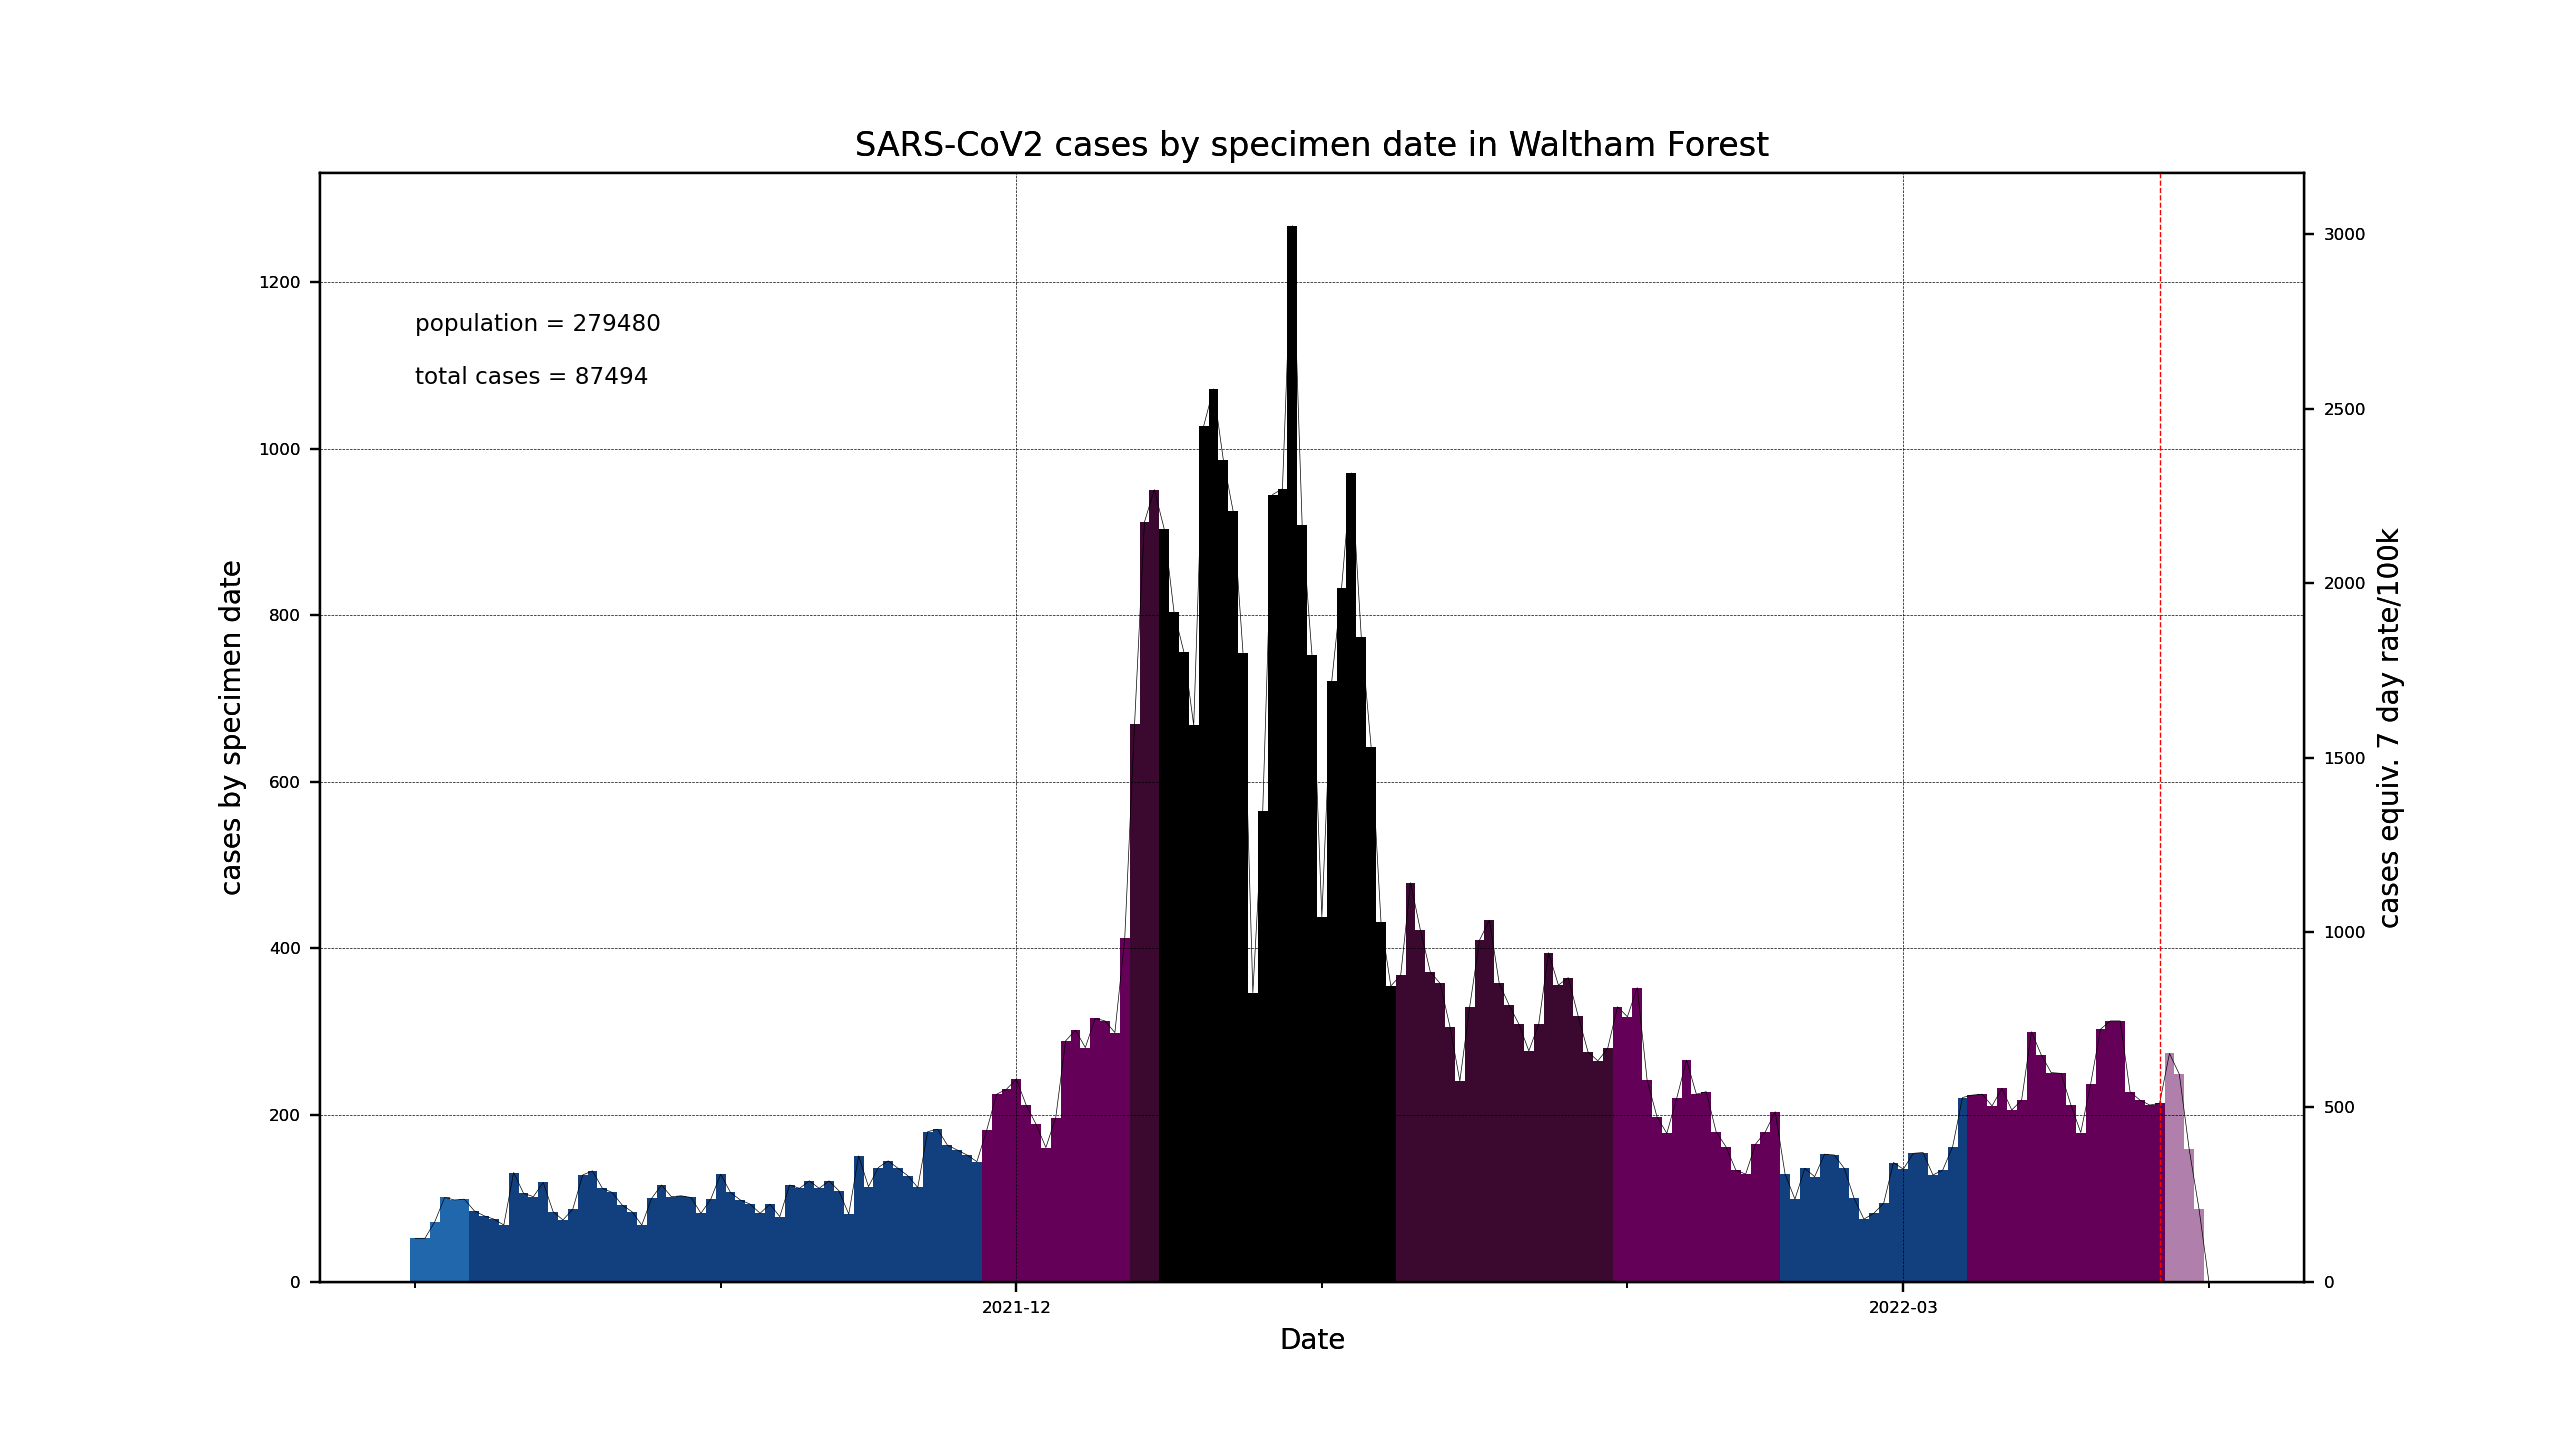 SARS-CoV2 cases by specimen date in Waltham Forest
population = 279480
total cases = 87494
cases by specimen date
1200
1000
800
600
400
200
0
3000
2500
2000
1500
1000
500
0
cases equiv. 7 day rate/100k
2021-12
2022-03
Date